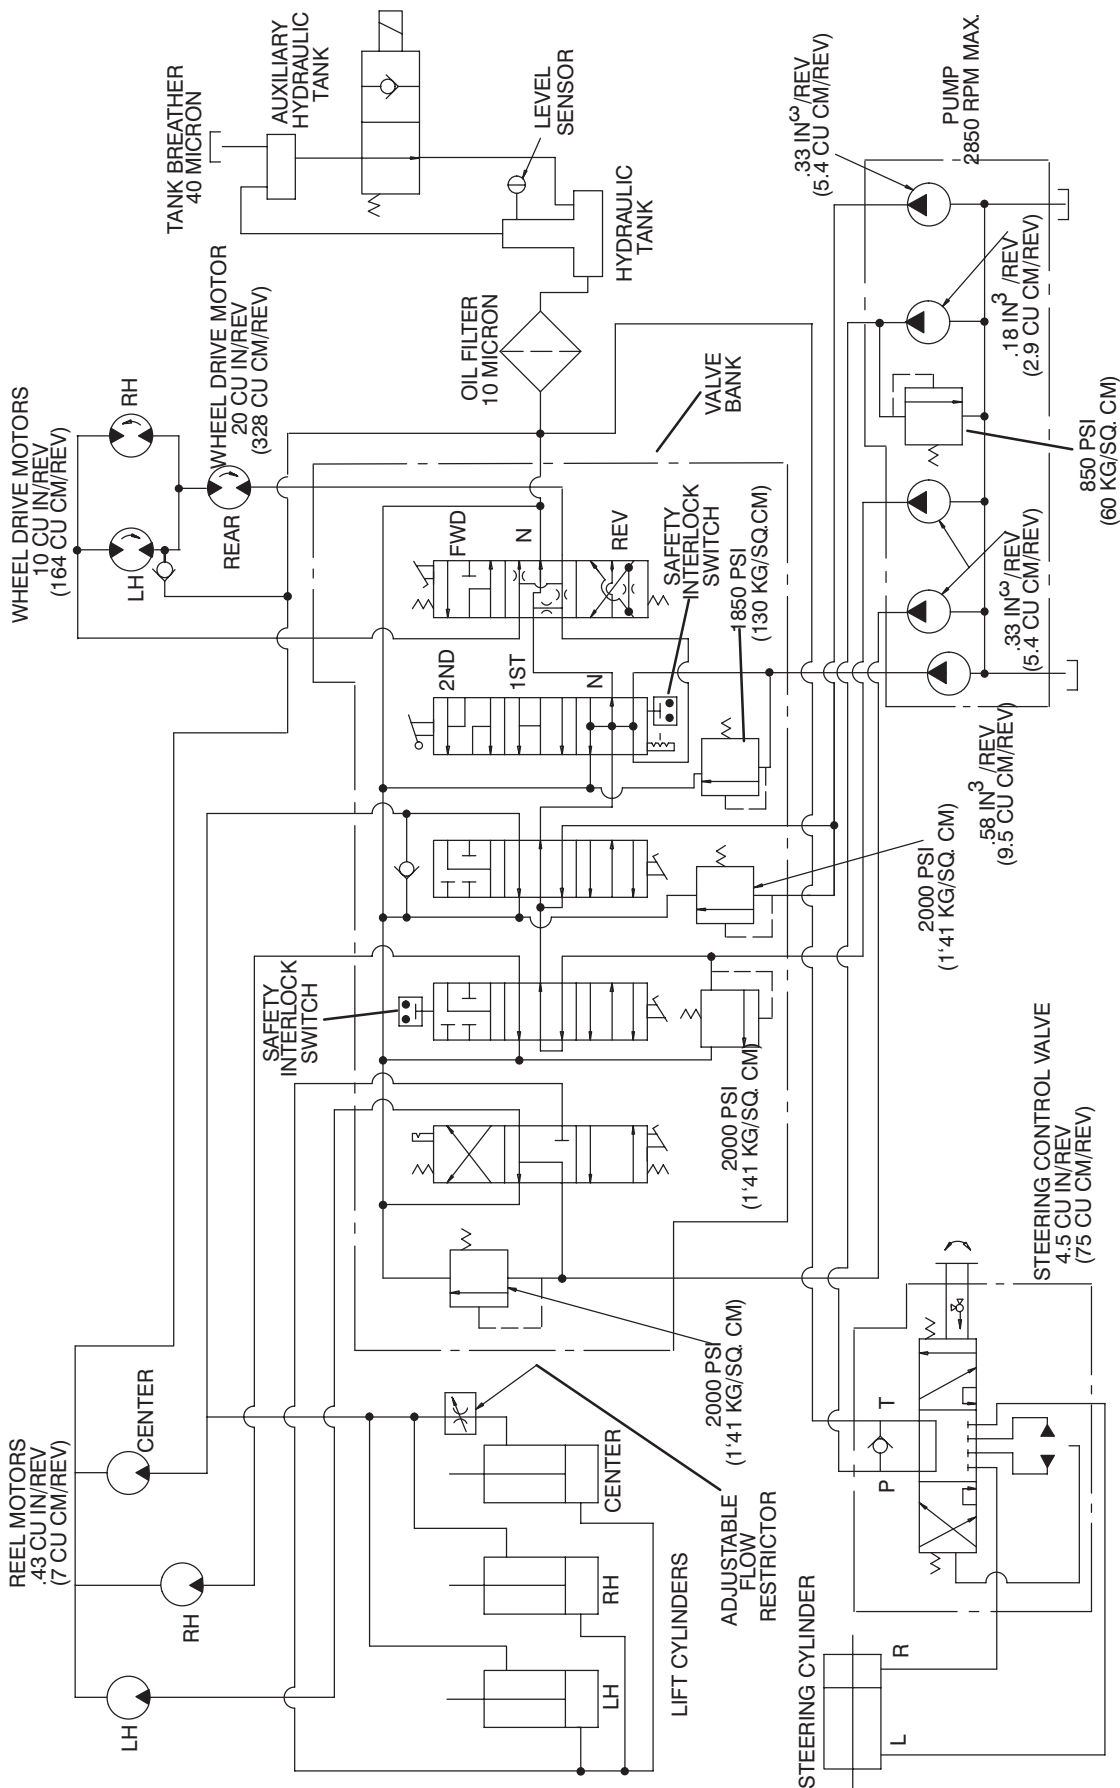 WHEEL DRIVE MOTORS
10 CU IN/REV
(164 CU CM/REV)
RH
LH
WHEEL DRIVE MOTOR
20 CU IN/REV
(328 CU CM/REV)
REAR
TANK BREATHER
40 MICRON
AUXILIARY
HYDRAULIC
TANK
LEVEL
SENSOR
HYDRAULIC
TANK
OIL FILTER
10 MICRON
VALVE
BANK
REEL MOTORS
.43 CU IN/REV
(7 CU CM/REV)
LH
RH
CENTER
SAFETY
INTERLOCK
SWITCH
2ND
1ST
N
FWD
N
REV
SAFETY
INTERLOCK
SWITCH
1850 PSI
(130 KG/SQ.CM)
2000 PSI
(1'41 KG/SQ. CM)
2000 PSI
(1'41 KG/SQ. CM)
2000 PSI
(1'41 KG/SQ. CM)
LH
RH
CENTER
LIFT CYLINDERS
ADJUSTABLE
FLOW
RESTRICTOR
STEERING CYLINDER
L
R
P
T
STEERING CONTROL VALVE
4.5 CU IN/REV
(75 CU CM/REV)
.58 IN3/REV
(9.5 CU CM/REV)
.33 IN3/REV
(5.4 CU CM/REV)
850 PSI
(60 KG/SQ. CM)
.18 IN3/REV
(2.9 CU CM/REV)
.33 IN3/REV
(5.4 CU CM/REV)
PUMP
2850 RPM MAX.